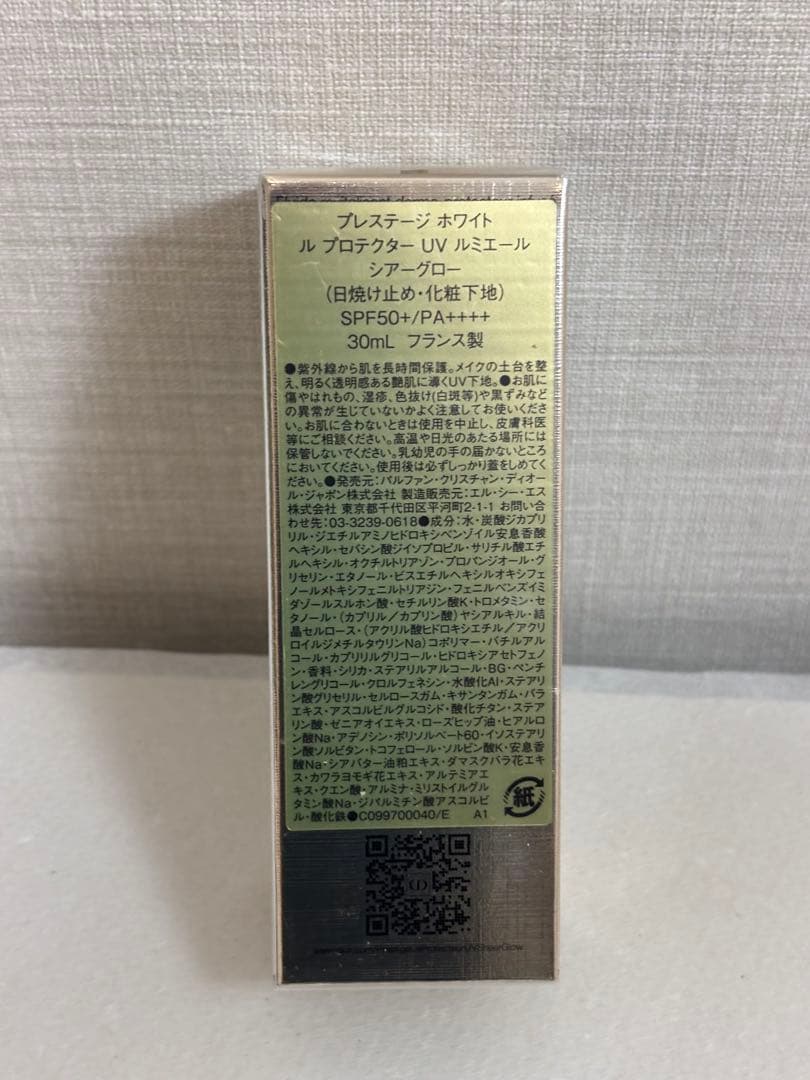 プレステージ ホワイト
ル プロテクター UV ルミエール
シアーグロー
(日焼け止め・化粧下地)
SPF50+/PA++++
30mL フランス製
●紫外線から肌を長時間保護。メイクの土台を整
え、明るく透明感ある艶肌に導くUV下地。●お肌に
傷やはれもの、湿疹、色抜け(白斑等)や黒ずみなど
の異常が生じていないかよく注意してお使いくださ
い。お肌に合わないときは使用を中止し、皮膚科医
等にご相談ください。高温や日光のあたる場所には
保管しないでください。乳幼児の手の届かないところ
においてください。使用後は必ずしっかり蓋をしめてく
ださい。●発売元:パルファン・クリスチャン・ディオ
ール・ジャポン株式会社 製造販売元:エル・シー・エス
株式会社 東京都千代田区平河町2-1-1 お問い合
わせ先:03-3239-0618●成分:水・炭酸ジカプリ
リル・ジエチルアミノヒドロキシベンゾイル安息香酸
ヘキシル・セバシン酸ジイソプロピル・サリチル酸エチ
ルヘキシル・オクチルトリアゾン・プロパンジオール・グ
リセリン・エタノール・ビスエチルヘキシルオキシフェ
ノールメトキシフェニルトリアジン・フェニルベンズイミ
ダゾールスルホン酸・セチルリン酸K・トロメタミン・セ
タノール・(カプリル/カプリン酸)ヤシアルキル・結
晶セルロース・(アクリル酸ヒドロキシエチル/アクリ
ロイルジメチルタウリンNa)コポリマー・バチルアル
コール・カプリリルグリコール・ヒドロキシアセトフェノ
ン・香料・シリカ・ステアリルアルコール・BG・ペンチ
レングリコール・クロルフェネシン・水酸化Al・ステアリ
ン酸グリセリル・セルロースガム・キサンタンガム・バラ
エキス・アスコルビルグルコシド・酸化チタン・ステア
リン酸・ゼニアオイエキス・ローズヒップ油・ヒアルロ
ン酸Na・アデノシン・ポリソルベート60・イソステアリ
ン酸ソルビタン・トコフェロール・ソルビン酸K・安息香
酸Na・シアバター油粕エキス・ダマスクバラ花エキ
ス・カワラヨモギ花エキス・アルテミアエ
キス・クエン酸・アルミナ・ミリストイルグル
タミン酸Na・ジパルミチン酸アスコルビ
ル・酸化鉄●C099700040/E A1
紙